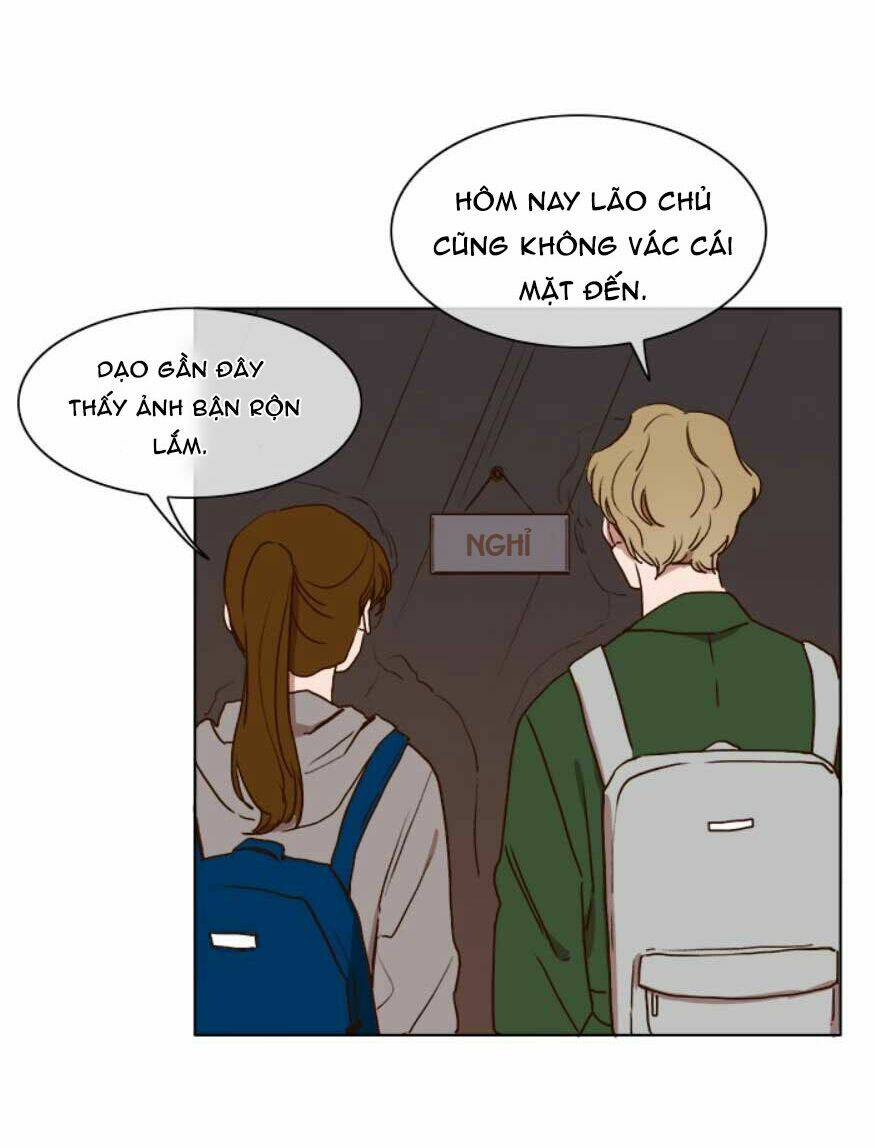 HÔM NAY LÃO CHỦ
CŨNG KHÔNG VÁC CÁI
MẶT ĐẾN.
DẠO GẦN ĐÂY
THẤY ẢNH BẬN RỘN
LẮM.
NGHỈ